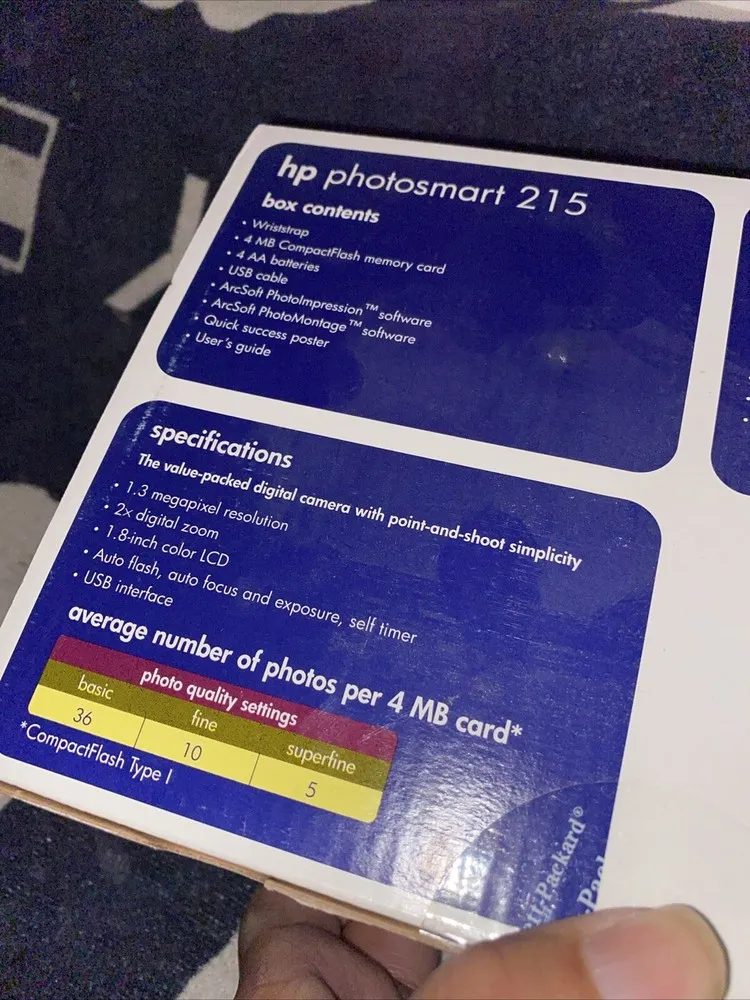 hp photosmart 215
box contents
• Wriststrap
• 4 MB CompactFlash memory card
• 4 AA batteries
• USB cable
• ArcSoft PhotoImpression™ software
• ArcSoft PhotoMontage™ software
• Quick success poster
• User's guide
specifications
The value-packed digital camera with point-and-shoot simplicity
• 1.3 megapixel resolution
• 2x digital zoom
• 1.8-inch color LCD
• Auto flash, auto focus and exposure, self timer
• USB interface
average number of photos per 4 MB card*
photo quality settings
basic fine superfine
36 10 5
*CompactFlash Type I